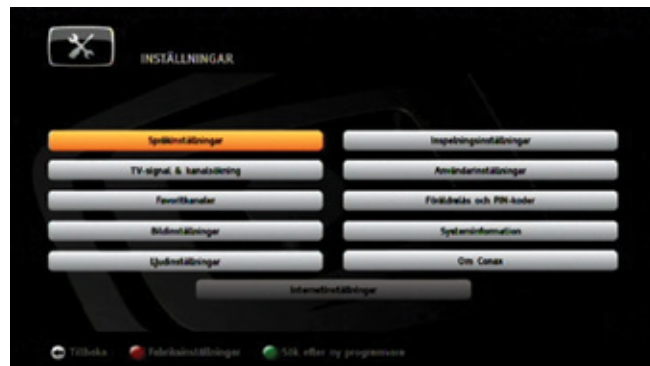 INSTÄLLNINGAR
Språkinställningar
Inspelningsinställningar
TV-signal & kanalsökning
Användarinställningar
Favoritkanaler
Föräldralås och PIN-koder
Bildinställningar
Systeminformation
Ljudinställningar
Om Conax
Internetinställningar
Tillbaka Fabriksinställningar Sök efter ny programvara